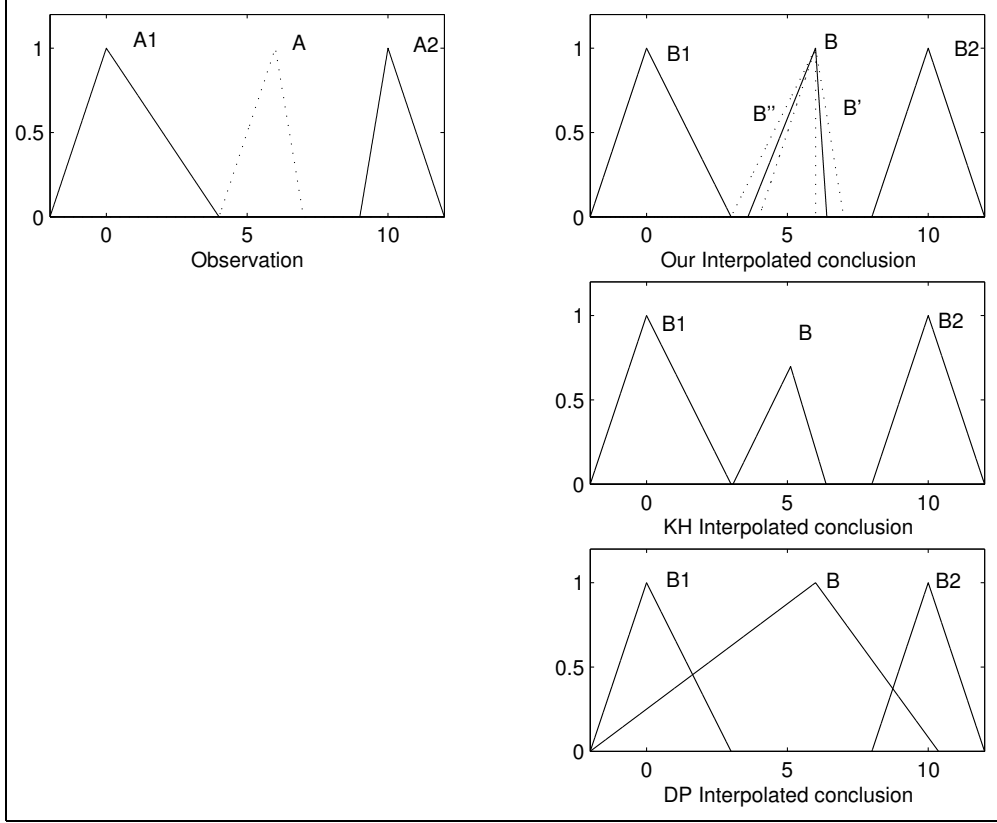 A1
A
A2
1
0.5
0
0
5
10
Observation
B1
B
B2
B''
B'
1
0.5
0
0
5
10
Our Interpolated conclusion
B1
B
B2
1
0.5
0
0
5
10
KH Interpolated conclusion
B1
B
B2
1
0.5
0
0
5
10
DP Interpolated conclusion